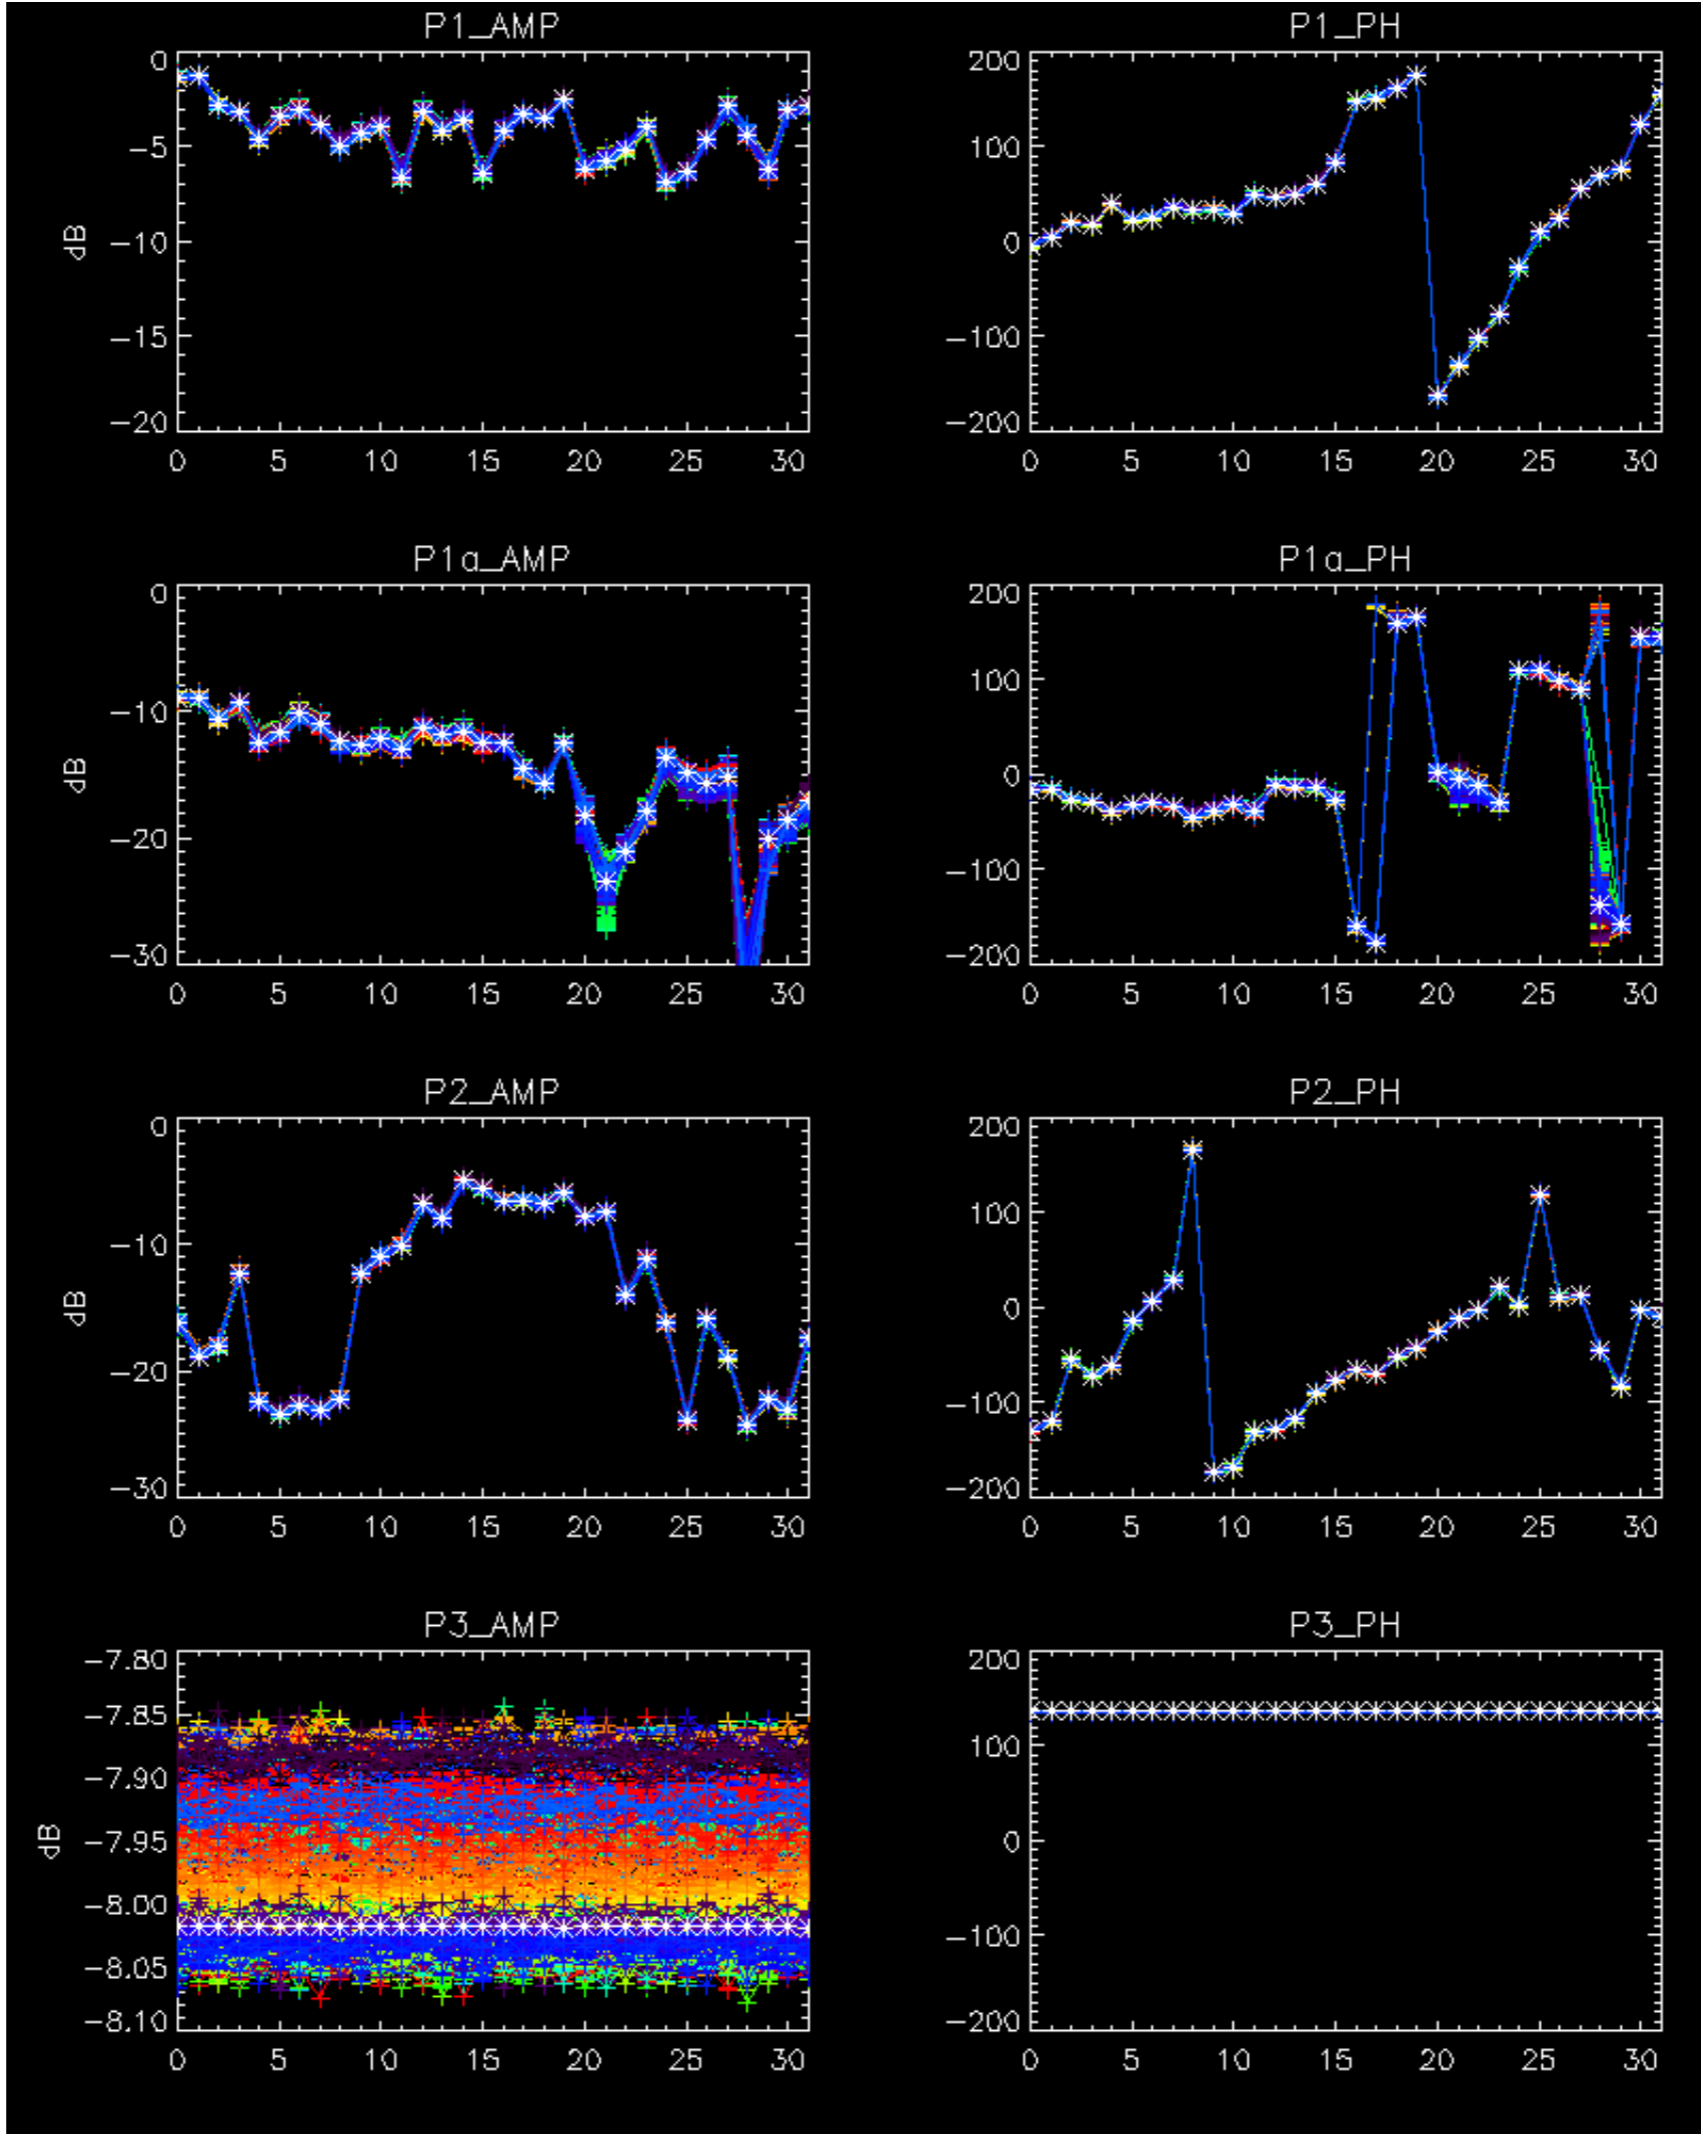 P1_AMP P1_PH
0 200
-5 100
dB -10 0
-15 -100
-20 -200
0 5 10 15 20 25 30 0 5 10 15 20 25 30
P1a_AMP P1a_PH
0 200
-10 100
dB 0
-20 -100
-30 -200
0 5 10 15 20 25 30 0 5 10 15 20 25 30
P2_AMP P2_PH
0 200
-10 100
dB 0
-20 -100
-30 -200
0 5 10 15 20 25 30 0 5 10 15 20 25 30
P3_AMP P3_PH
-7.80 200
-7.85
-7.90 100
dB -7.95 0
-8.00
-8.05 -100
-8.10 -200
0 5 10 15 20 25 30 0 5 10 15 20 25 30